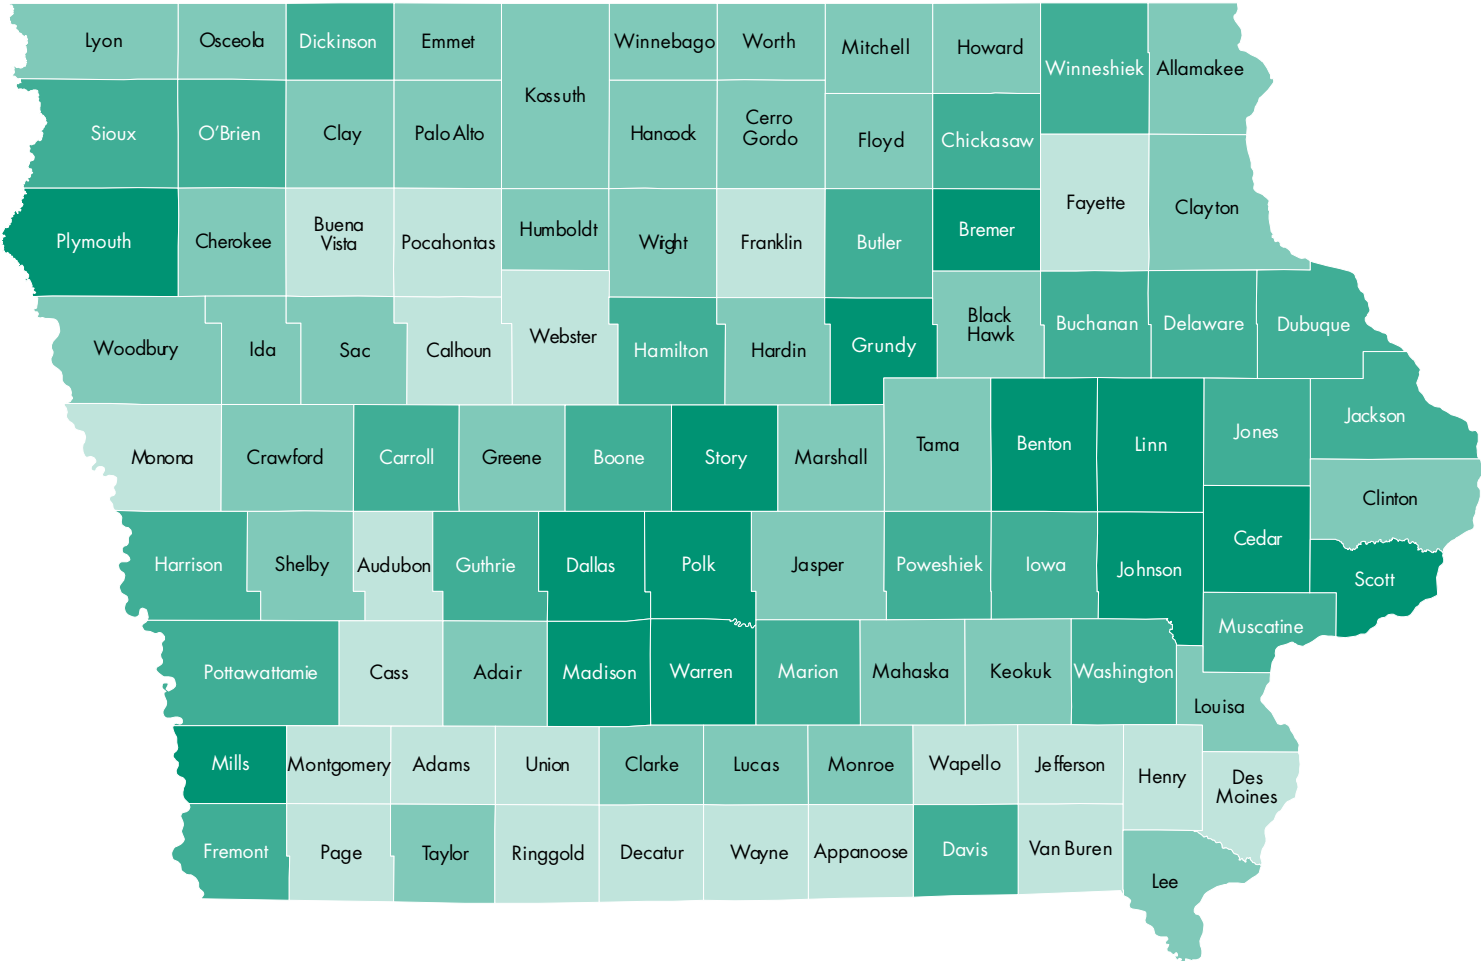 Lyon
Osceola
Dickinson
Emmet
Kossuth
Winnebago
Worth
Mitchell
Howard
Winneshiek
Allamakee
Sioux
O'Brien
Clay
Palo Alto
Hancock
Cerro
Gordo
Floyd
Chickasaw
Fayette
Clayton
Plymouth
Cherokee
Buena
Vista
Pocahontas
Humboldt
Wright
Franklin
Butler
Bremer
Woodbury
Ida
Sac
Calhoun
Webster
Hamilton
Hardin
Grundy
Black
Hawk
Buchanan
Delaware
Dubuque
Monona
Crawford
Carroll
Greene
Boone
Story
Marshall
Tama
Benton
Linn
Jones
Jackson
Clinton
Harrison
Shelby
Audubon
Guthrie
Dallas
Polk
Jasper
Poweshiek
Iowa
Johnson
Cedar
Scott
Muscatine
Pottawattamie
Cass
Adair
Madison
Warren
Marion
Mahaska
Keokuk
Washington
Louisa
Mills
Montgomery
Adams
Union
Clarke
Lucas
Monroe
Wapello
Jefferson
Henry
Des
Moines
Fremont
Page
Taylor
Ringgold
Decatur
Wayne
Appanoose
Davis
Van Buren
Lee